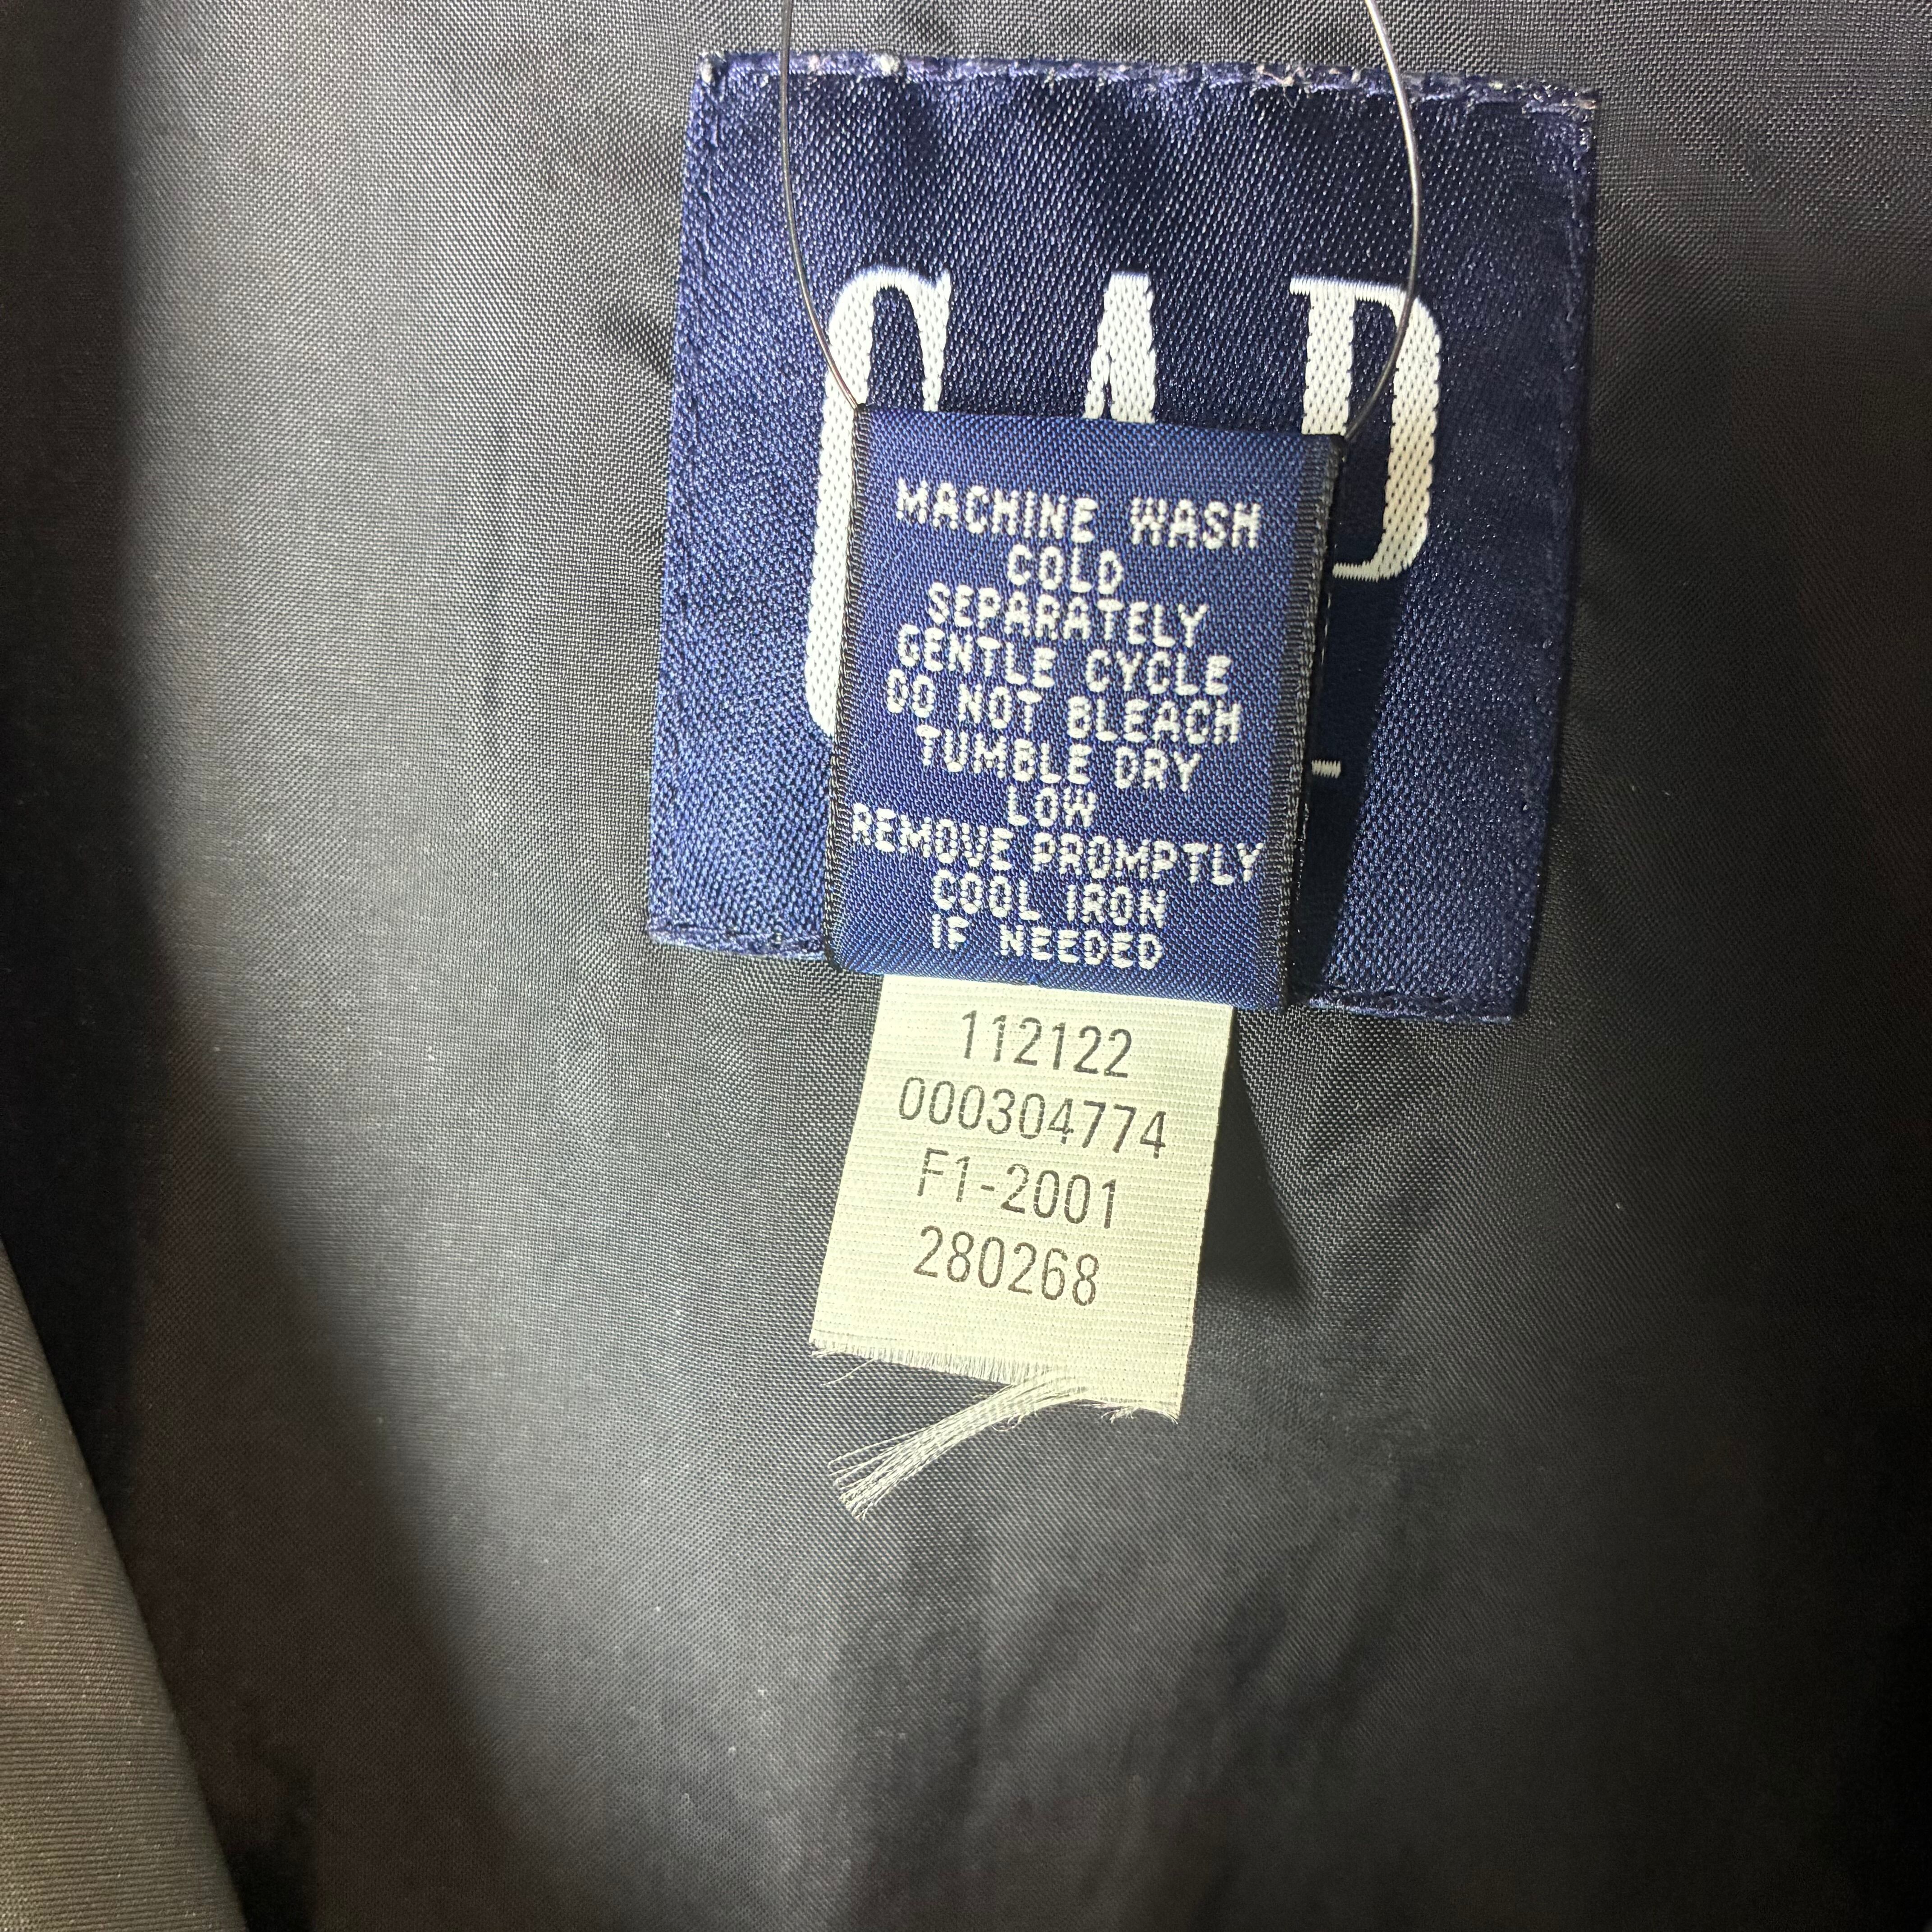 GAP
MACHINE WASH
COLD
SEPARATELY
GENTLE CYCLE
DO NOT BLEACH
TUMBLE DRY
LOW
REMOVE PROMPTLY
COOL IRON
IF NEEDED
112122
000304774
F1-2001
280268